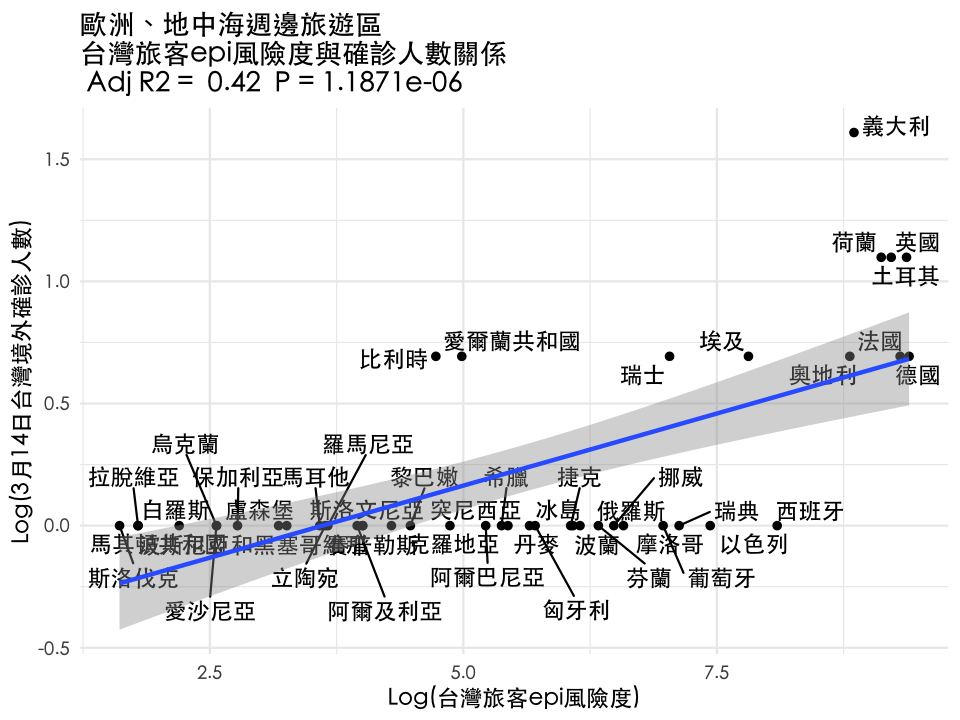 歐洲、地中海週邊旅遊區
台灣旅客epi風險度與確診人數關係
Adj R2 = 0.42 P = 1.1871e-06
義大利
1.5
荷蘭 英國
土耳其
1.0
愛爾蘭共和國
比利時
埃及
法國
瑞士
奧地利
德國
0.5
烏克蘭
羅馬尼亞
拉脫維亞
保加利亞
馬耳他
黎巴嫩
希臘
捷克
挪威
白羅斯
盧森堡
斯洛文尼亞
突尼西亞
冰島
俄羅斯
瑞典
西班牙
0.0
克羅地亞
丹麥
波蘭
摩洛哥
以色列
斯洛伐克
立陶宛
阿爾巴尼亞
芬蘭
葡萄牙
愛沙尼亞
阿爾及利亞
匈牙利
-0.5
2.5
5.0
7.5
Log(3月14日台灣境外確診人數)
Log(台灣旅客epi風險度)